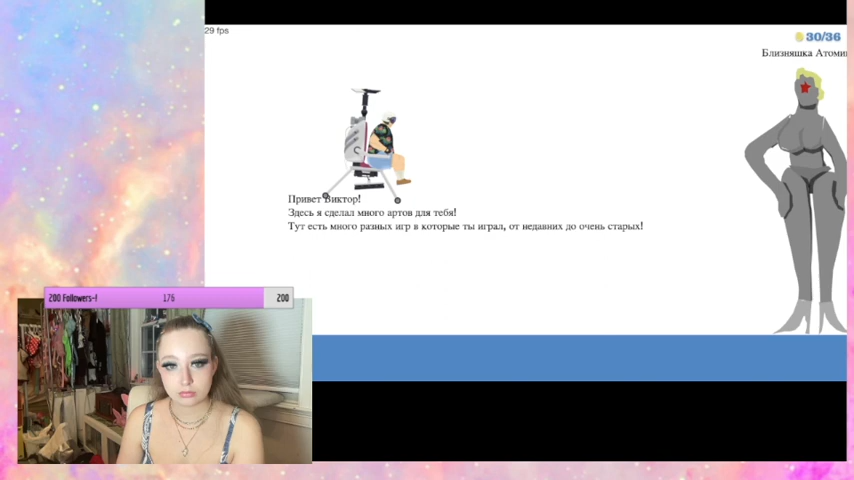 29 fps
30/36
Близняшка Атоми
Привет Виктор!
Здесь я сделал много артов для тебя!
Тут есть много разных игр в которые ты играл, от недавних до очень старых!
200 Followers~! 176 200